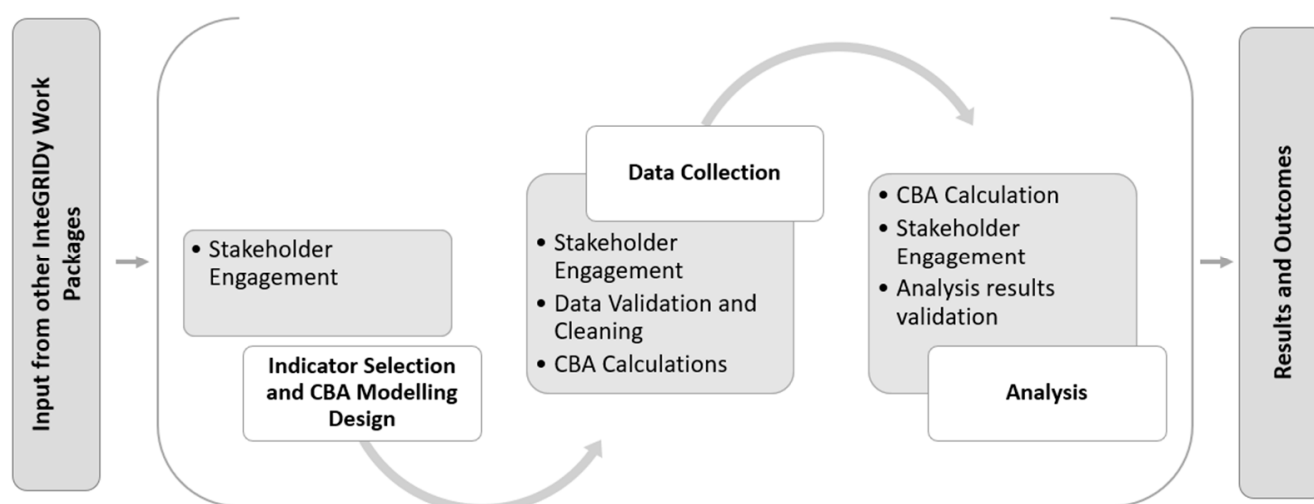 Input from other InteGRIDy Work
Packages
• Stakeholder
Engagement
Indicator Selection
and CBA Modelling
Design
Data Collection
• Stakeholder
Engagement
• Data Validation and
Cleaning
• CBA Calculations
• CBA Calculation
• Stakeholder
Engagement
• Analysis results
validation
Analysis
Results and Outcomes